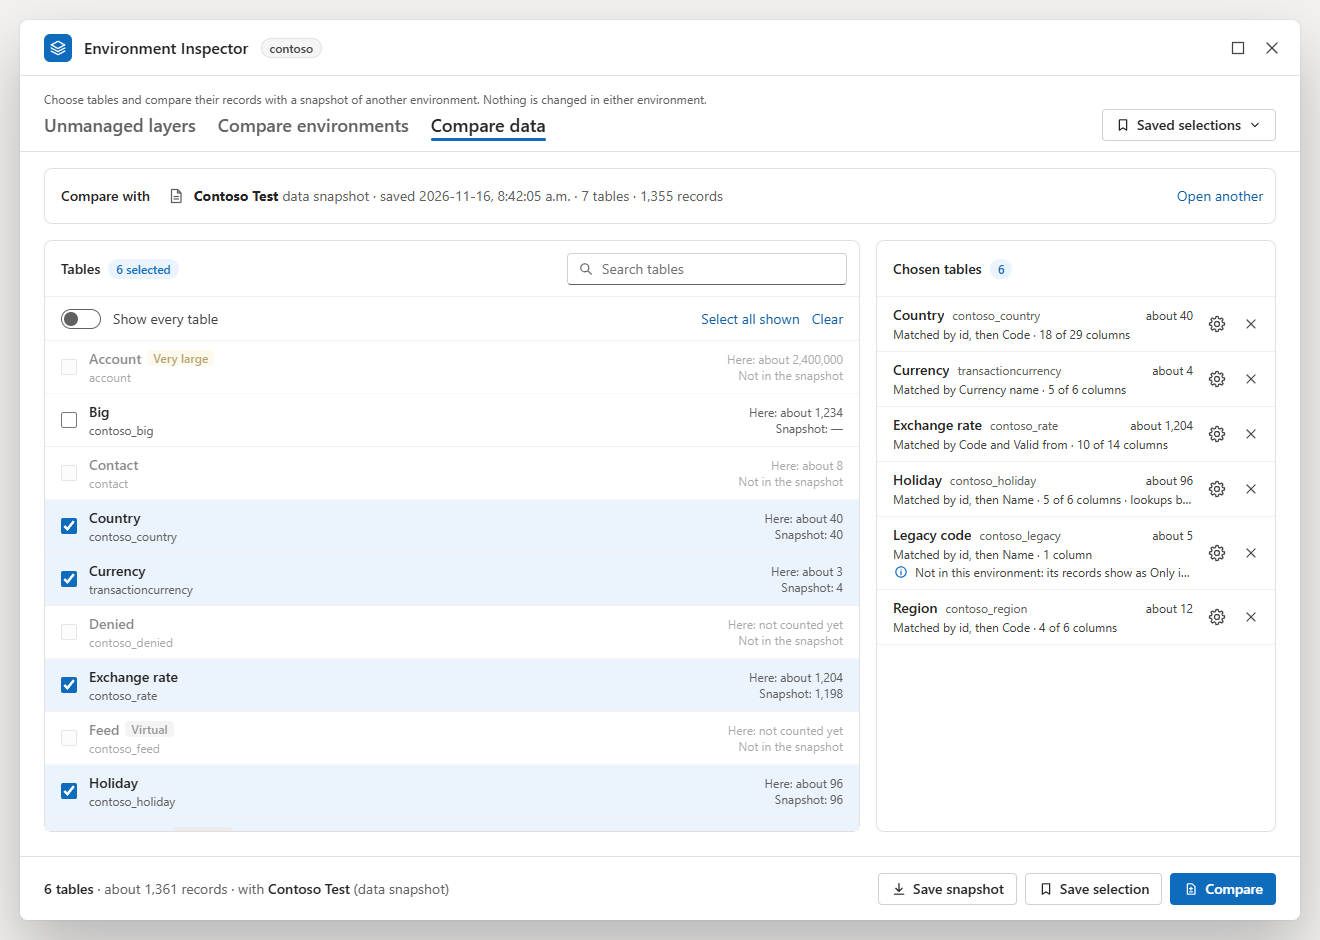 Environment Inspector contoso
Choose tables and compare their records with a snapshot of another environment. Nothing is changed in either environment.
Unmanaged layers Compare environments Compare data
Saved selections
Compare with Contoso Test data snapshot · saved 2026-11-16, 8:42:05 a.m. · 7 tables · 1,355 records
Open another
Tables 6 selected
Search tables
Show every table
Select all shown Clear
Account Very large
account
Here: about 2,400,000
Not in the snapshot
Big
contoso_big
Here: about 1,234
Snapshot: —
Contact
contact
Here: about 8
Not in the snapshot
Country
contoso_country
Here: about 40
Snapshot: 40
Currency
transactioncurrency
Here: about 3
Snapshot: 4
Denied
contoso_denied
Here: not counted yet
Not in the snapshot
Exchange rate
contoso_rate
Here: about 1,204
Snapshot: 1,198
Feed Virtual
contoso_feed
Here: not counted yet
Not in the snapshot
Holiday
contoso_holiday
Here: about 96
Snapshot: 96
Chosen tables 6
Country contoso_country about 40
Matched by id, then Code · 18 of 29 columns
Currency transactioncurrency about 4
Matched by Currency name · 5 of 6 columns
Exchange rate contoso_rate about 1,204
Matched by Code and Valid from · 10 of 14 columns
Holiday contoso_holiday about 96
Matched by id, then Name · 5 of 6 columns · lookups b...
Legacy code contoso_legacy about 5
Matched by id, then Name · 1 column
Not in this environment: its records show as Only i...
Region contoso_region about 12
Matched by id, then Code · 4 of 6 columns
6 tables · about 1,361 records · with Contoso Test (data snapshot)
Save snapshot Save selection Compare